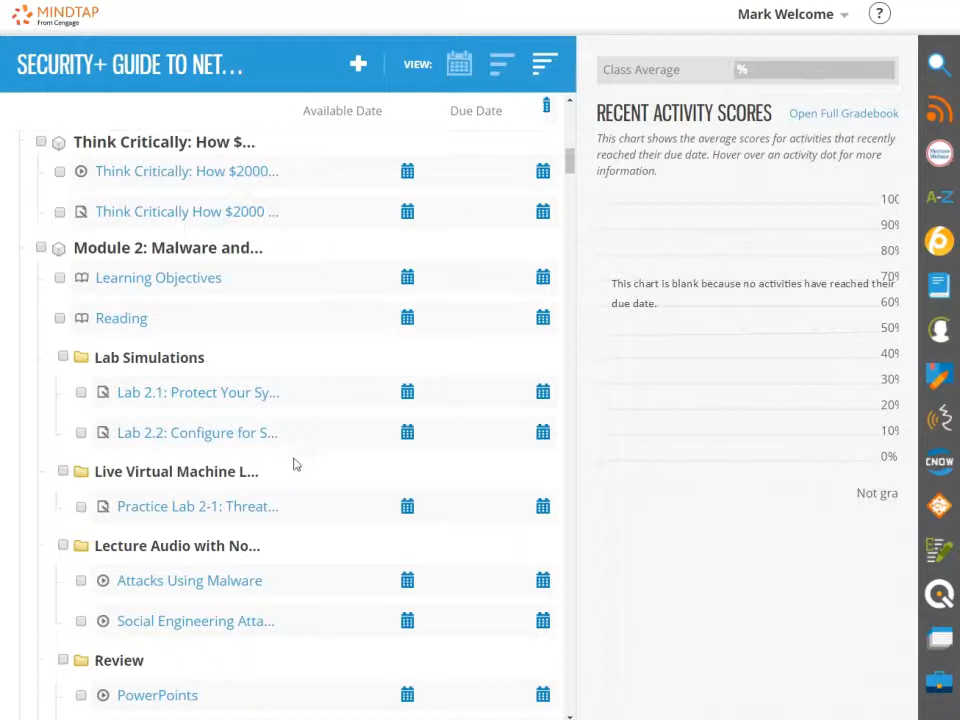 MINDTAP
From Cengage
Mark Welcome
?
SECURITY+ GUIDE TO NET...
VIEW:
Class Average
%
Available Date
Due Date
RECENT ACTIVITY SCORES
Open Full Gradebook
This chart shows the average scores for activities that recently
reached their due date. Hover over an activity dot for more
information.
Think Critically: How $...
Think Critically: How $2000...
Think Critically How $2000 ...
Module 2: Malware and...
Learning Objectives
Reading
Lab Simulations
Lab 2.1: Protect Your Sy...
Lab 2.2: Configure for S...
Live Virtual Machine L...
Practice Lab 2-1: Threat...
Lecture Audio with No...
Attacks Using Malware
Social Engineering Atta...
Review
PowerPoints
100
90%
80%
70%
This chart is blank because no activities have reached their
due date.
60%
50%
40%
30%
20%
10%
0%
Not gra
A-Z
CNOW